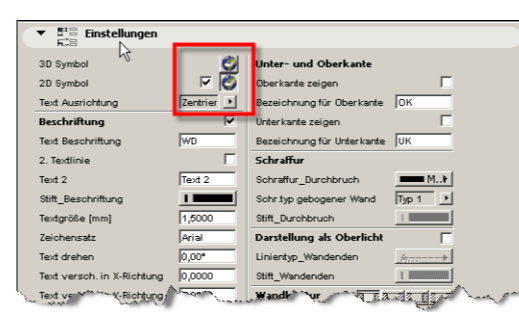 Einstellungen
3D Symbol
2D Symbol
Text Ausrichtung Zentrier
Beschriftung
Text Beschriftung WD
2. Textlinie
Text 2 Text 2
Stift_Beschriftung 1
Textgröße [mm] 1,5000
Zeichensatz Arial
Text drehen 0,00°
Text versch. in X-Richtung 0,0000
Unter- und Oberkante
Oberkante zeigen
Bezeichnung für Oberkante OK
Unterkante zeigen
Bezeichnung für Unterkante UK
Schraffur
Schraffur_Durchbruch M..
Schr.typ gebogener Wand Typ 1
Stift_Durchbruch 1
Darstellung als Oberlicht
Linientyp_Wandenden A...
Stift_Wandenden 1